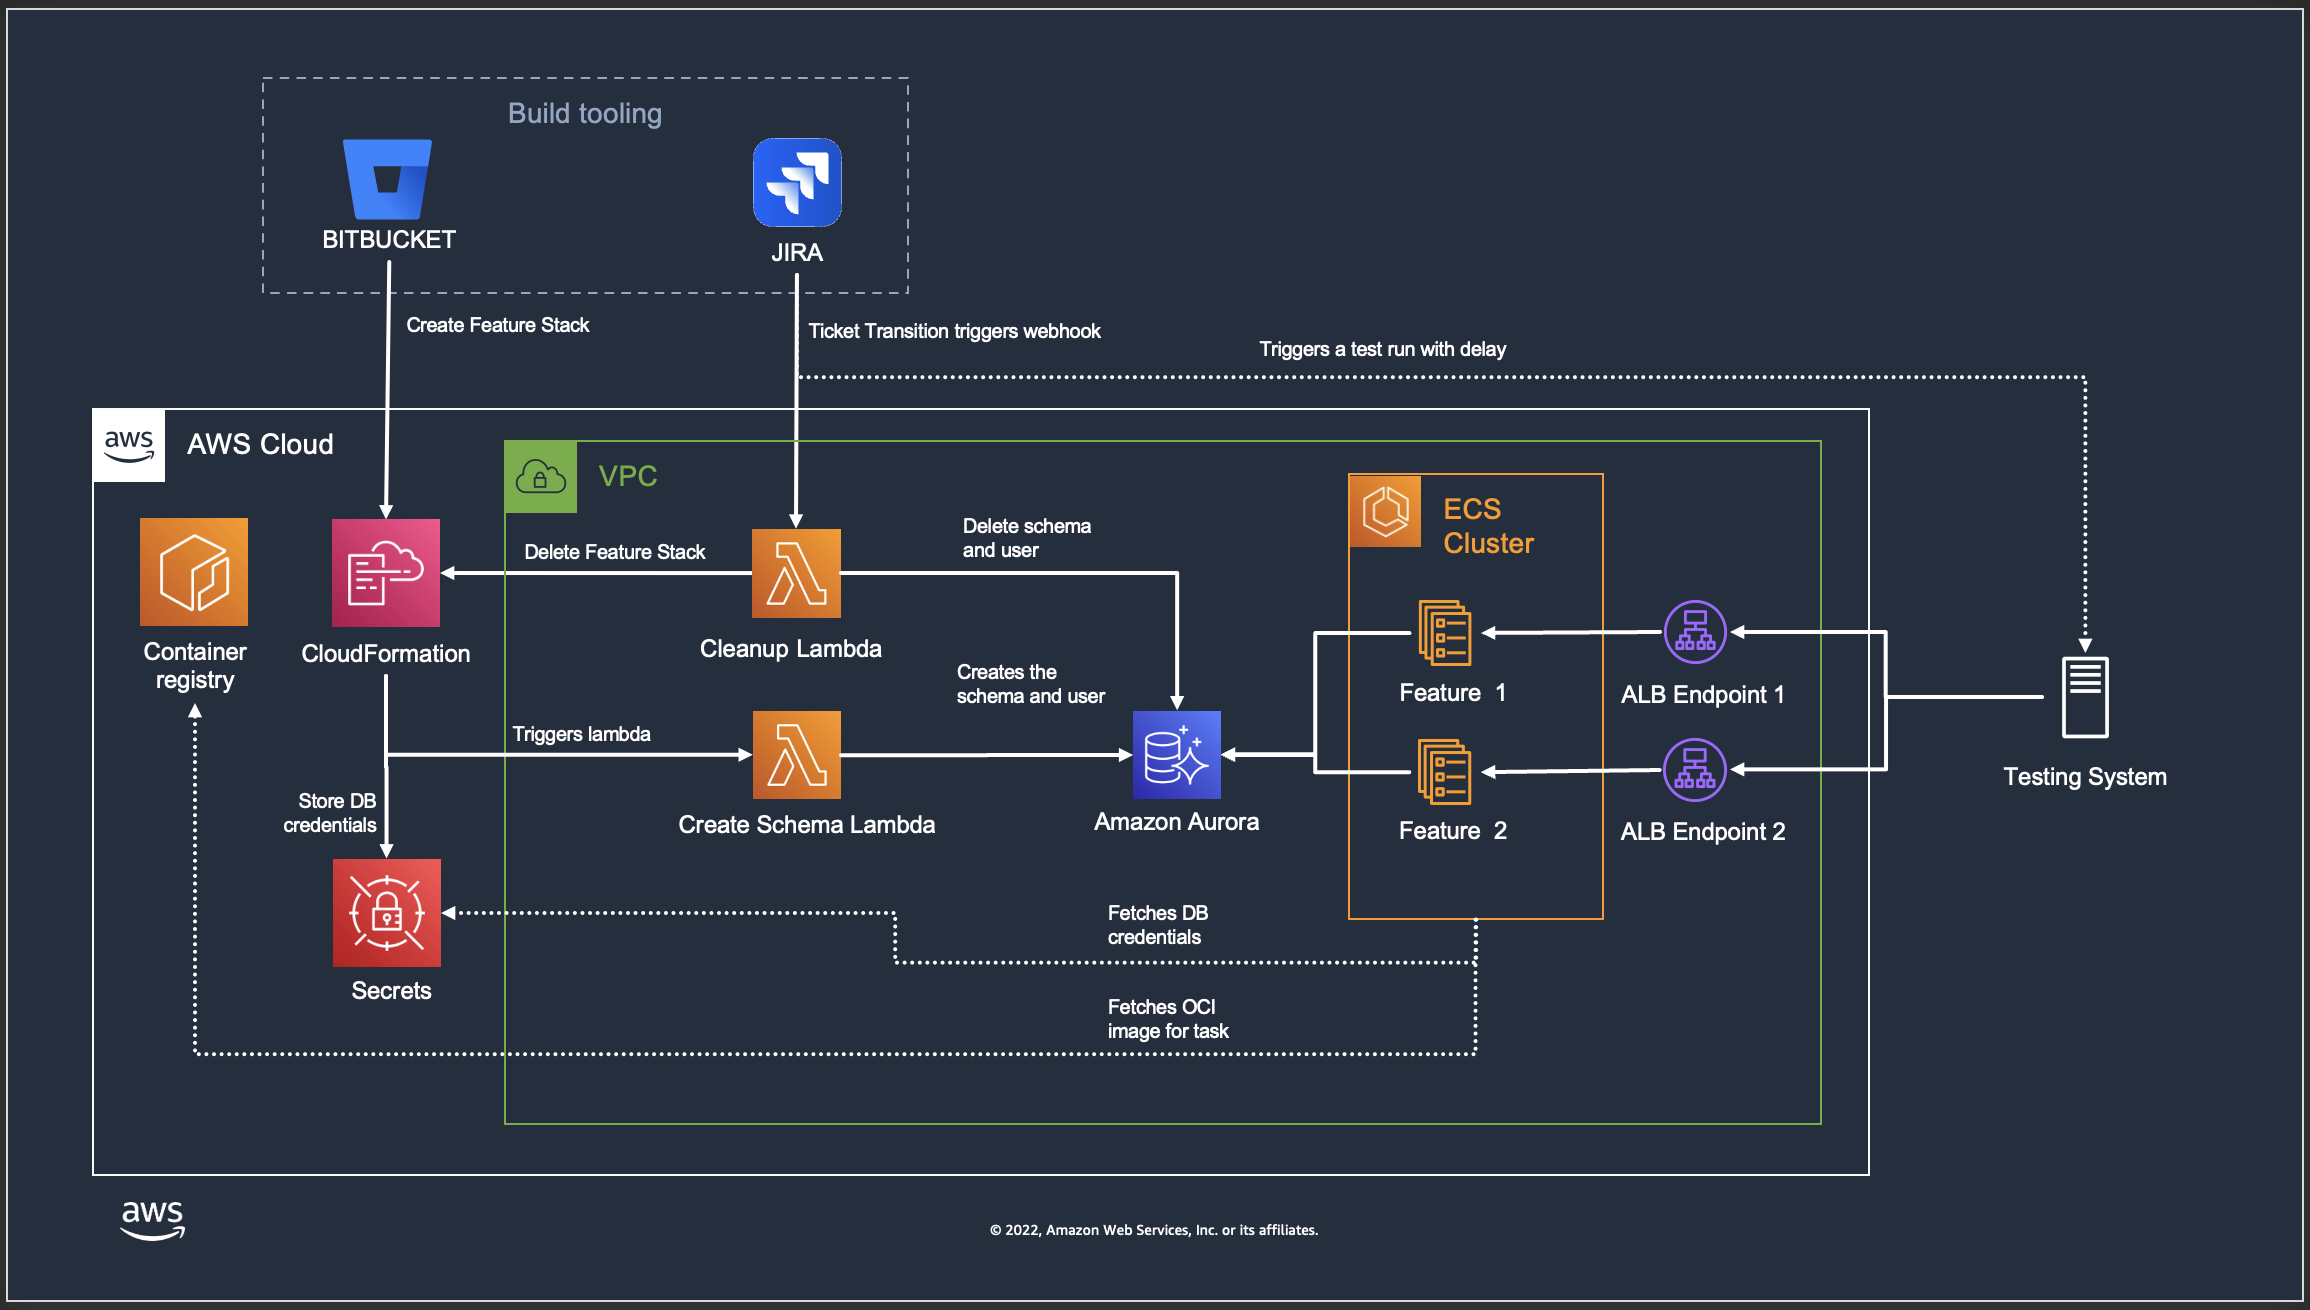 Build tooling
BITBUCKET
JIRA
Create Feature Stack
Ticket Transition triggers webhook
Triggers a test run with delay
aws
AWS Cloud
VPC
ECS
Cluster
Delete Feature Stack
Delete schema
and user
Container
registry
CloudFormation
Cleanup Lambda
Creates the
schema and user
Feature 1
ALB Endpoint 1
Triggers lambda
Store DB
credentials
Create Schema Lambda
Amazon Aurora
Feature 2
ALB Endpoint 2
Testing System
Fetches DB
credentials
Secrets
Fetches OCI
image for task
aws
© 2022, Amazon Web Services, Inc. or its affiliates.